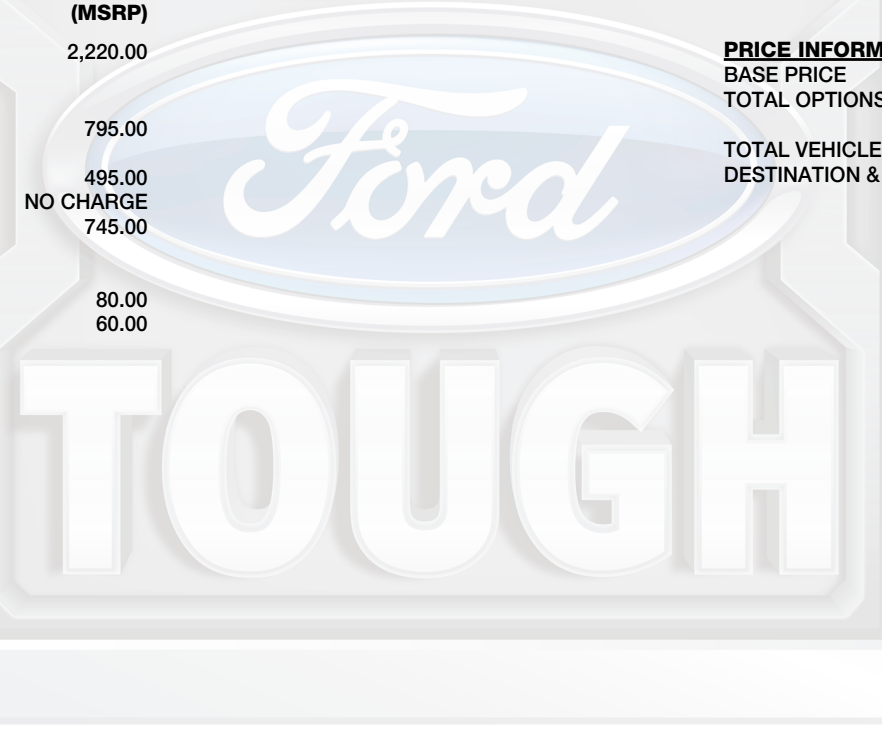 (MSRP)
2,220.00
795.00
495.00
NO CHARGE
745.00
80.00
60.00
PRICE INFORM
BASE PRICE
TOTAL OPTIONS
TOTAL VEHICLE
DESTINATION &
Ford
TOUGH